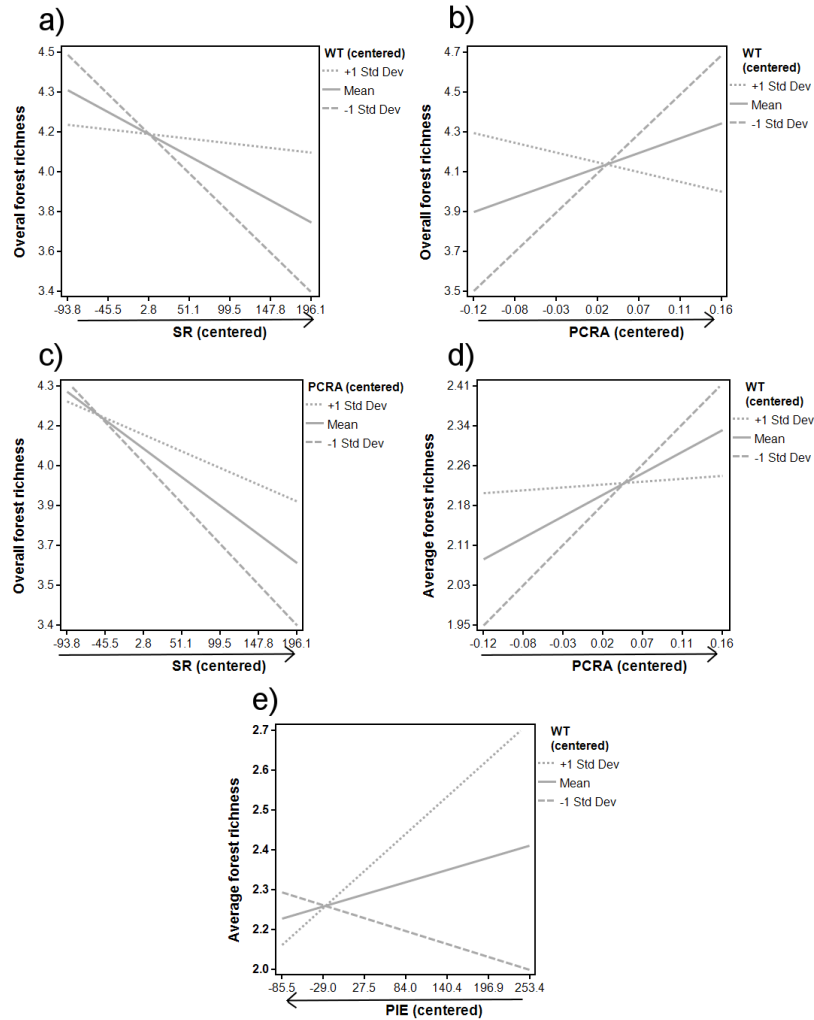 a)
WT (centered)
+1 Std Dev
Mean
-1 Std Dev
Overal forest richness
4.5
4.3
4.2
4.0
3.8
3.6
3.4
-93.8 -45.5 2.8 51.1 99.5 147.8 196.1
SR (centered)
b)
WT
(centered)
+1 Std Dev
Mean
-1 Std Dev
Overall forest richness
4.7
4.5
4.3
4.1
3.9
3.7
3.5
-0.12 -0.08 -0.03 0.02 0.07 0.11 0.16
PCRA (centered)
c)
PCRA (centered)
+1 Std Dev
Mean
-1 Std Dev
Overall forest richness
4.3
4.2
4.0
3.9
3.7
3.5
3.4
-93.8 -45.5 2.8 51.1 99.5 147.8 196.1
SR (centered)
d)
WT
(centered)
+1 Std Dev
Mean
-1 Std Dev
Average forest richness
2.41
2.34
2.26
2.18
2.11
2.03
1.95
-0.12 -0.08 -0.03 0.02 0.07 0.11 0.16
PCRA (centered)
e)
WT
(centered)
+1 Std Dev
Mean
-1 Std Dev
Average forest richness
2.7
2.6
2.5
2.4
2.3
2.2
2.0
-85.5 -29.0 27.5 84.0 140.4 196.9 253.4
PIE (centered)